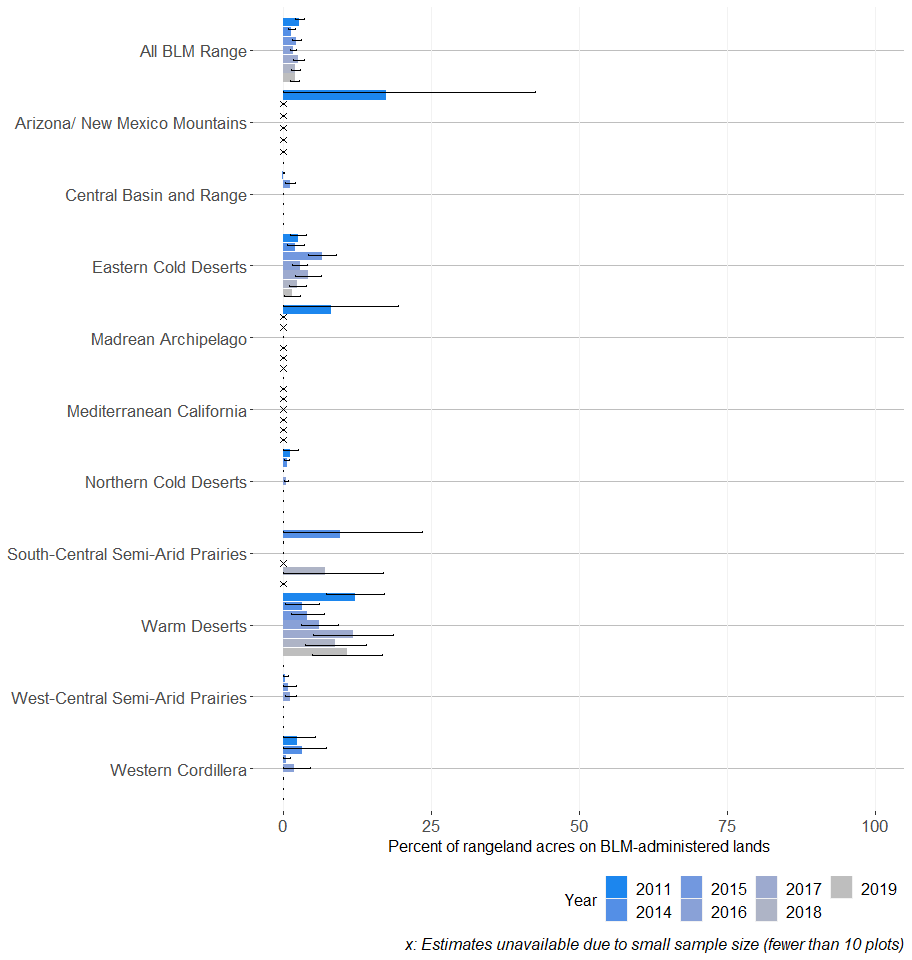 All BLM Range
Arizona/ New Mexico Mountains
Central Basin and Range
Eastern Cold Deserts
Madrean Archipelago
Mediterranean California
Northern Cold Deserts
South-Central Semi-Arid Prairies
Warm Deserts
West-Central Semi-Arid Prairies
Western Cordillera
0 25 50 75 100
Percent of rangeland acres on BLM-administered lands
Year
2011 2015 2017 2019
2014 2016 2018
x: Estimates unavailable due to small sample size (fewer than 10 plots)